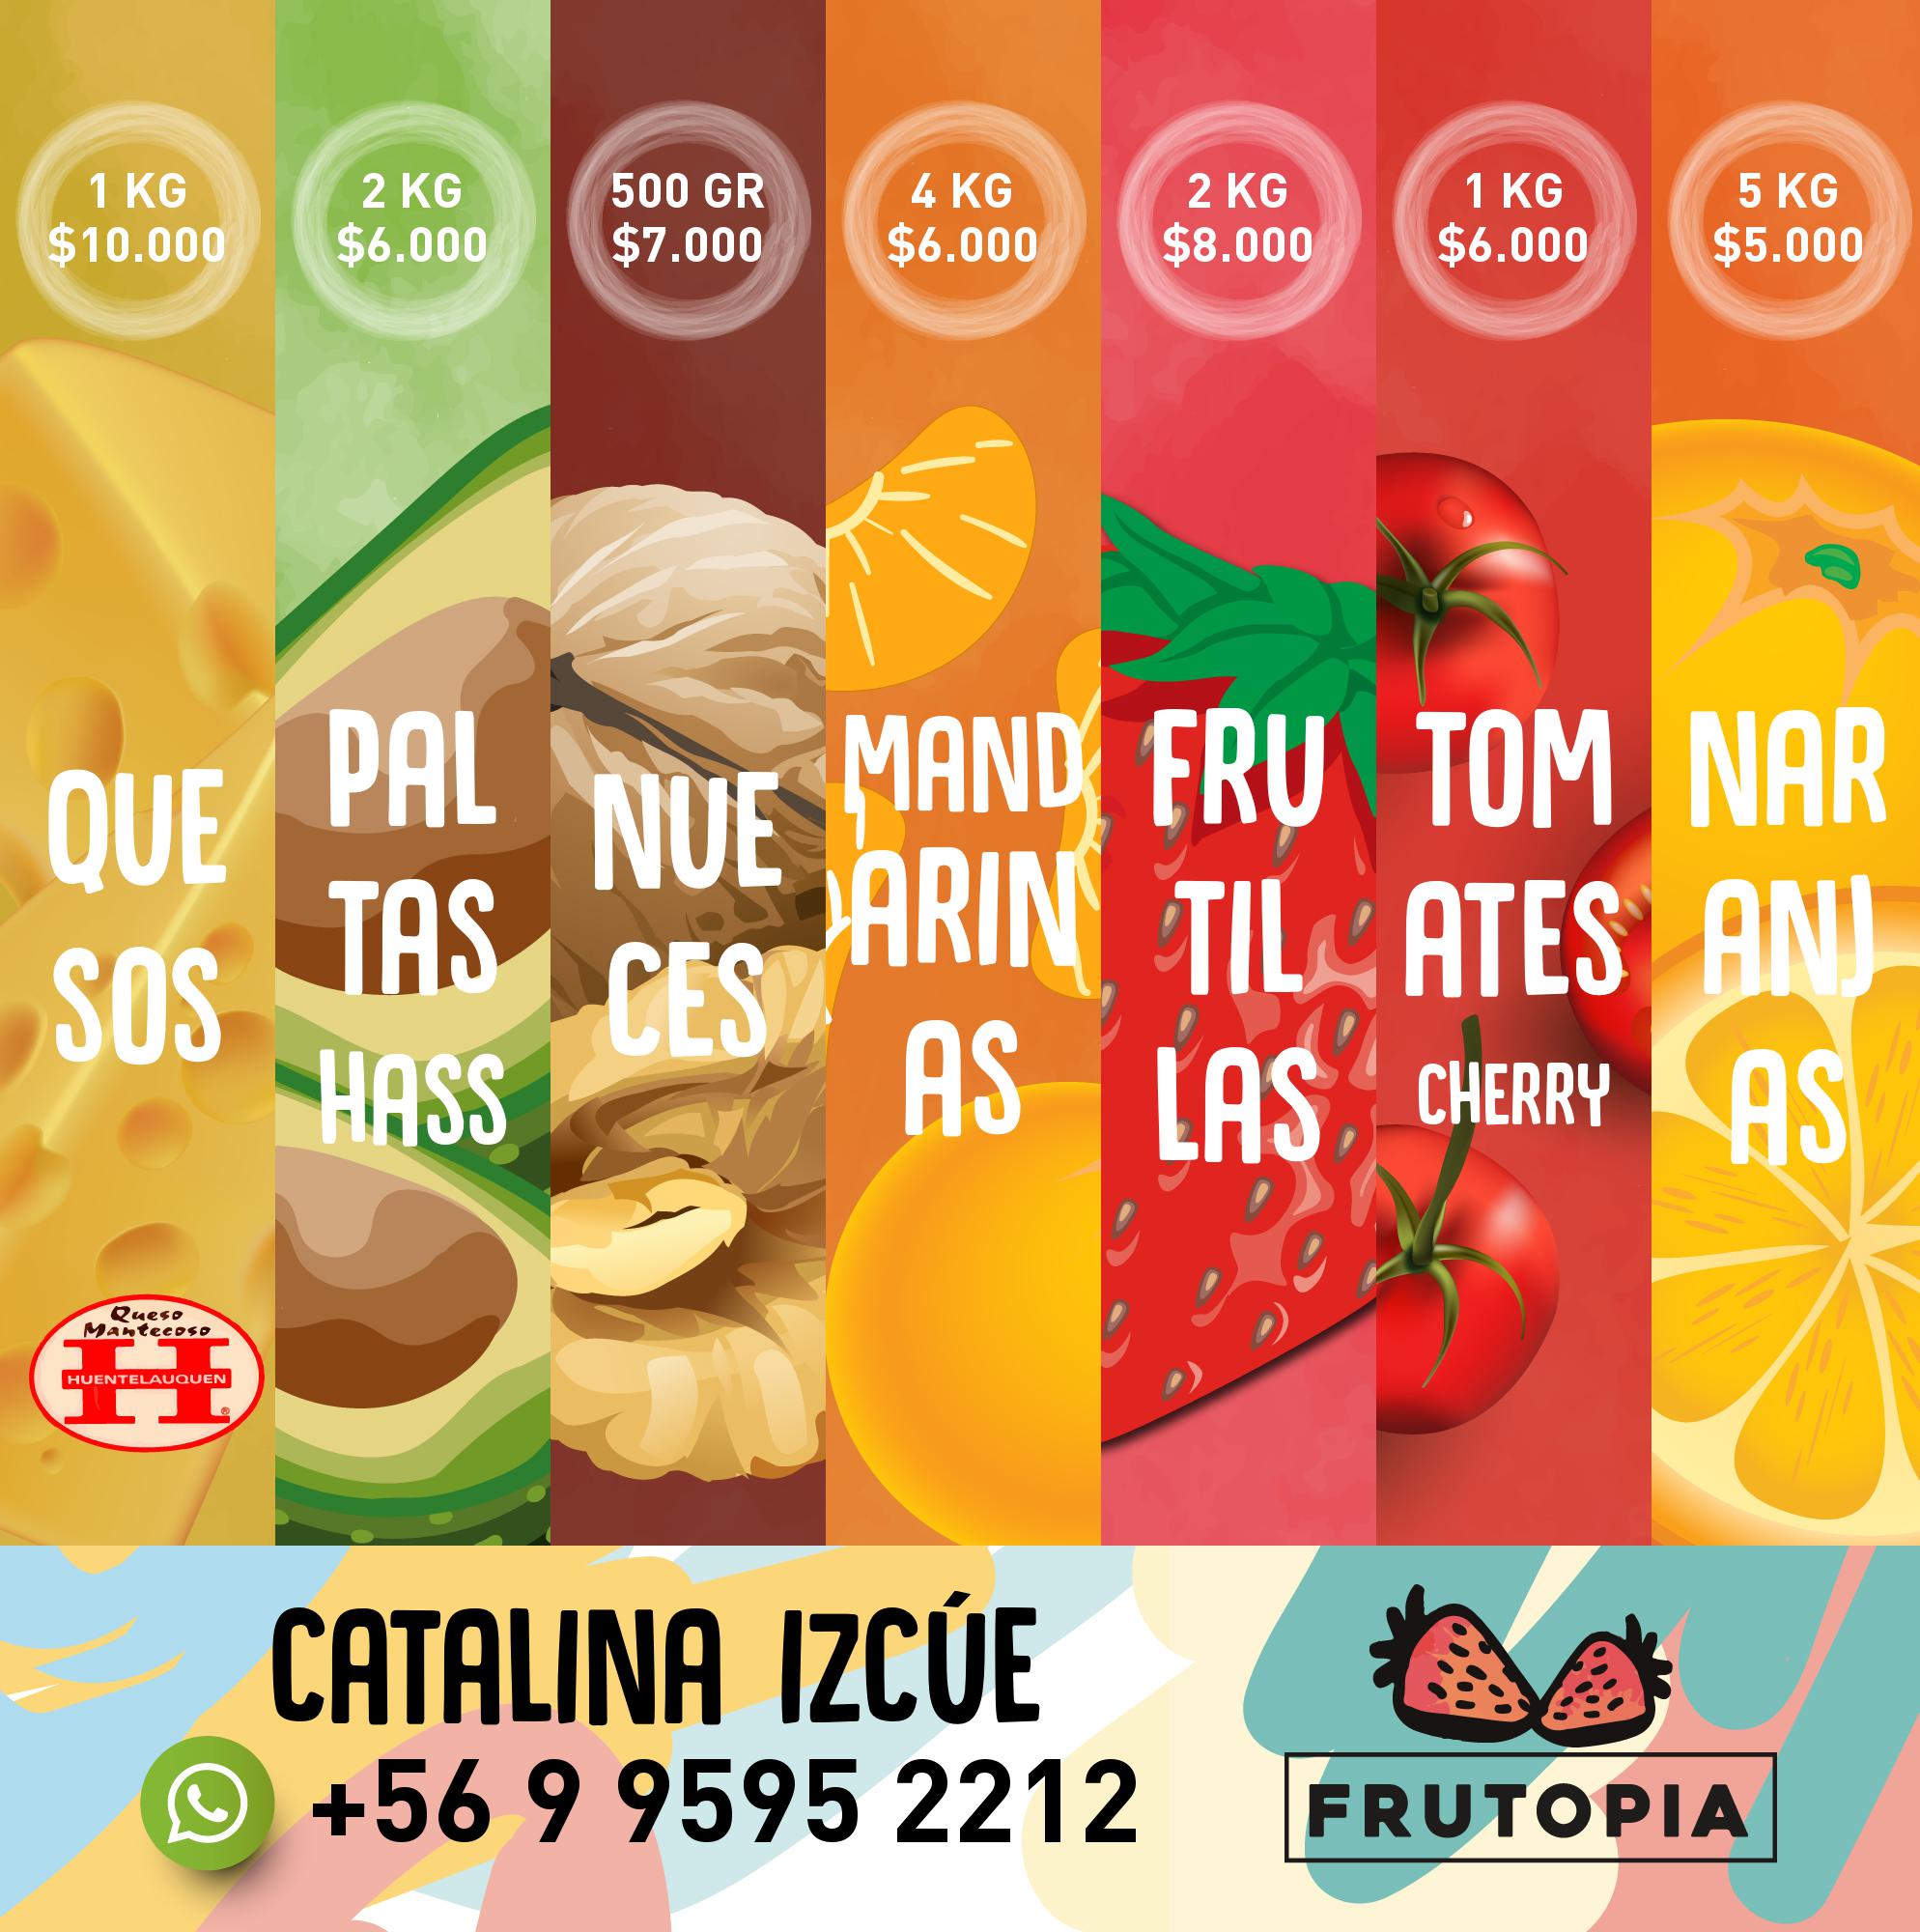 1 KG
$10.000
QUE
SOS
Queso
Mantecoso
H
HUENTELAUQUEN
®
2 KG
$6.000
PAL
TAS
HASS
500 GR
$7.000
NUE
CES
4 KG
$6.000
MAND
ARIN
AS
2 KG
$8.000
FRU
TIL
LAS
1 KG
$6.000
TOM
ATES
CHERRY
5 KG
$5.000
NAR
ANJ
AS
CATALINA IZCÚE
+56 9 9595 2212
FRUTOPIA